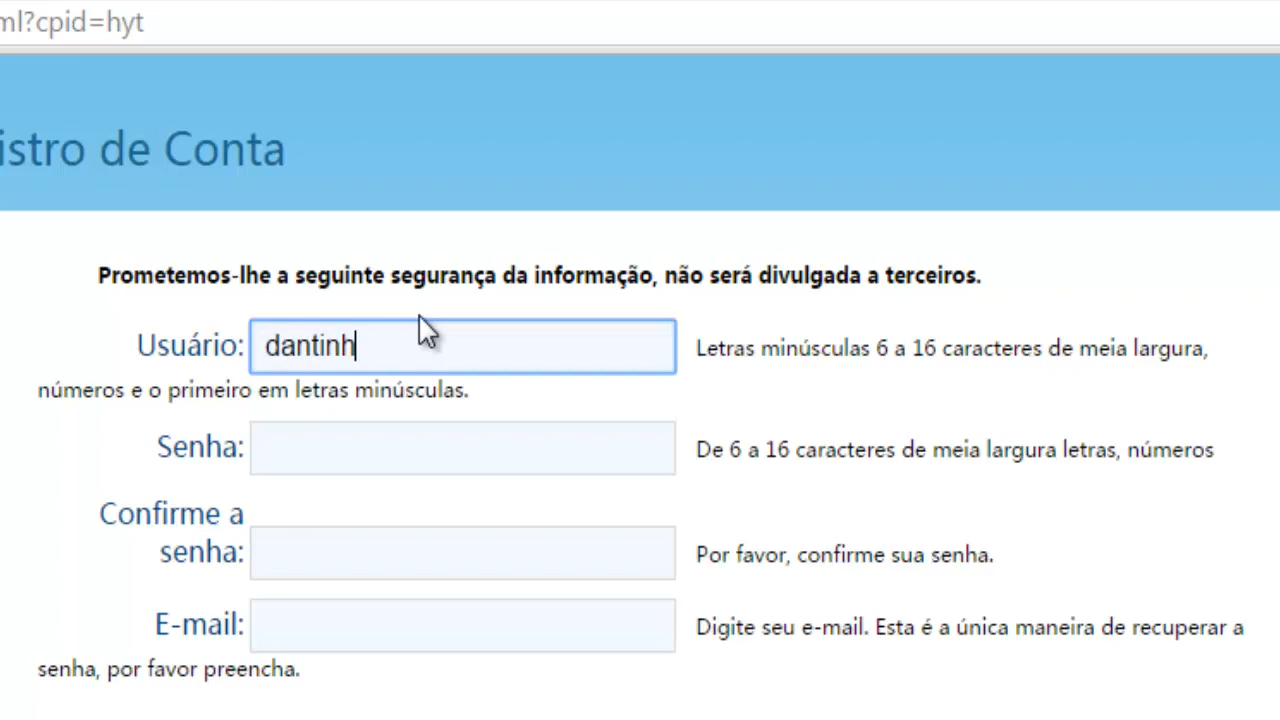 ml?cpid=hyt
istro de Conta
Prometemos-lhe a seguinte segurança da informação, não será divulgada a terceiros.
Usuário: dantinh Letras minúsculas 6 a 16 caracteres de meia largura,
números e o primeiro em letras minúsculas.
Senha: De 6 a 16 caracteres de meia largura letras, números
Confirme a
senha: Por favor, confirme sua senha.
E-mail: Digite seu e-mail. Esta é a única maneira de recuperar a
senha, por favor preencha.